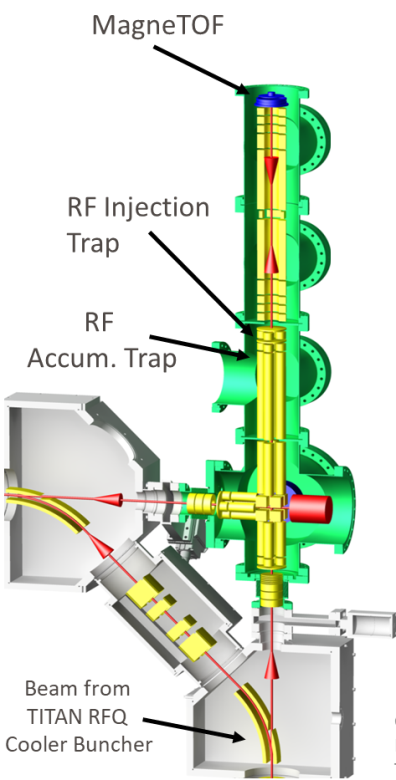 MagneTOF
RF Injection
Trap
RF
Accum. Trap
Beam from
TITAN RFQ
Cooler Buncher